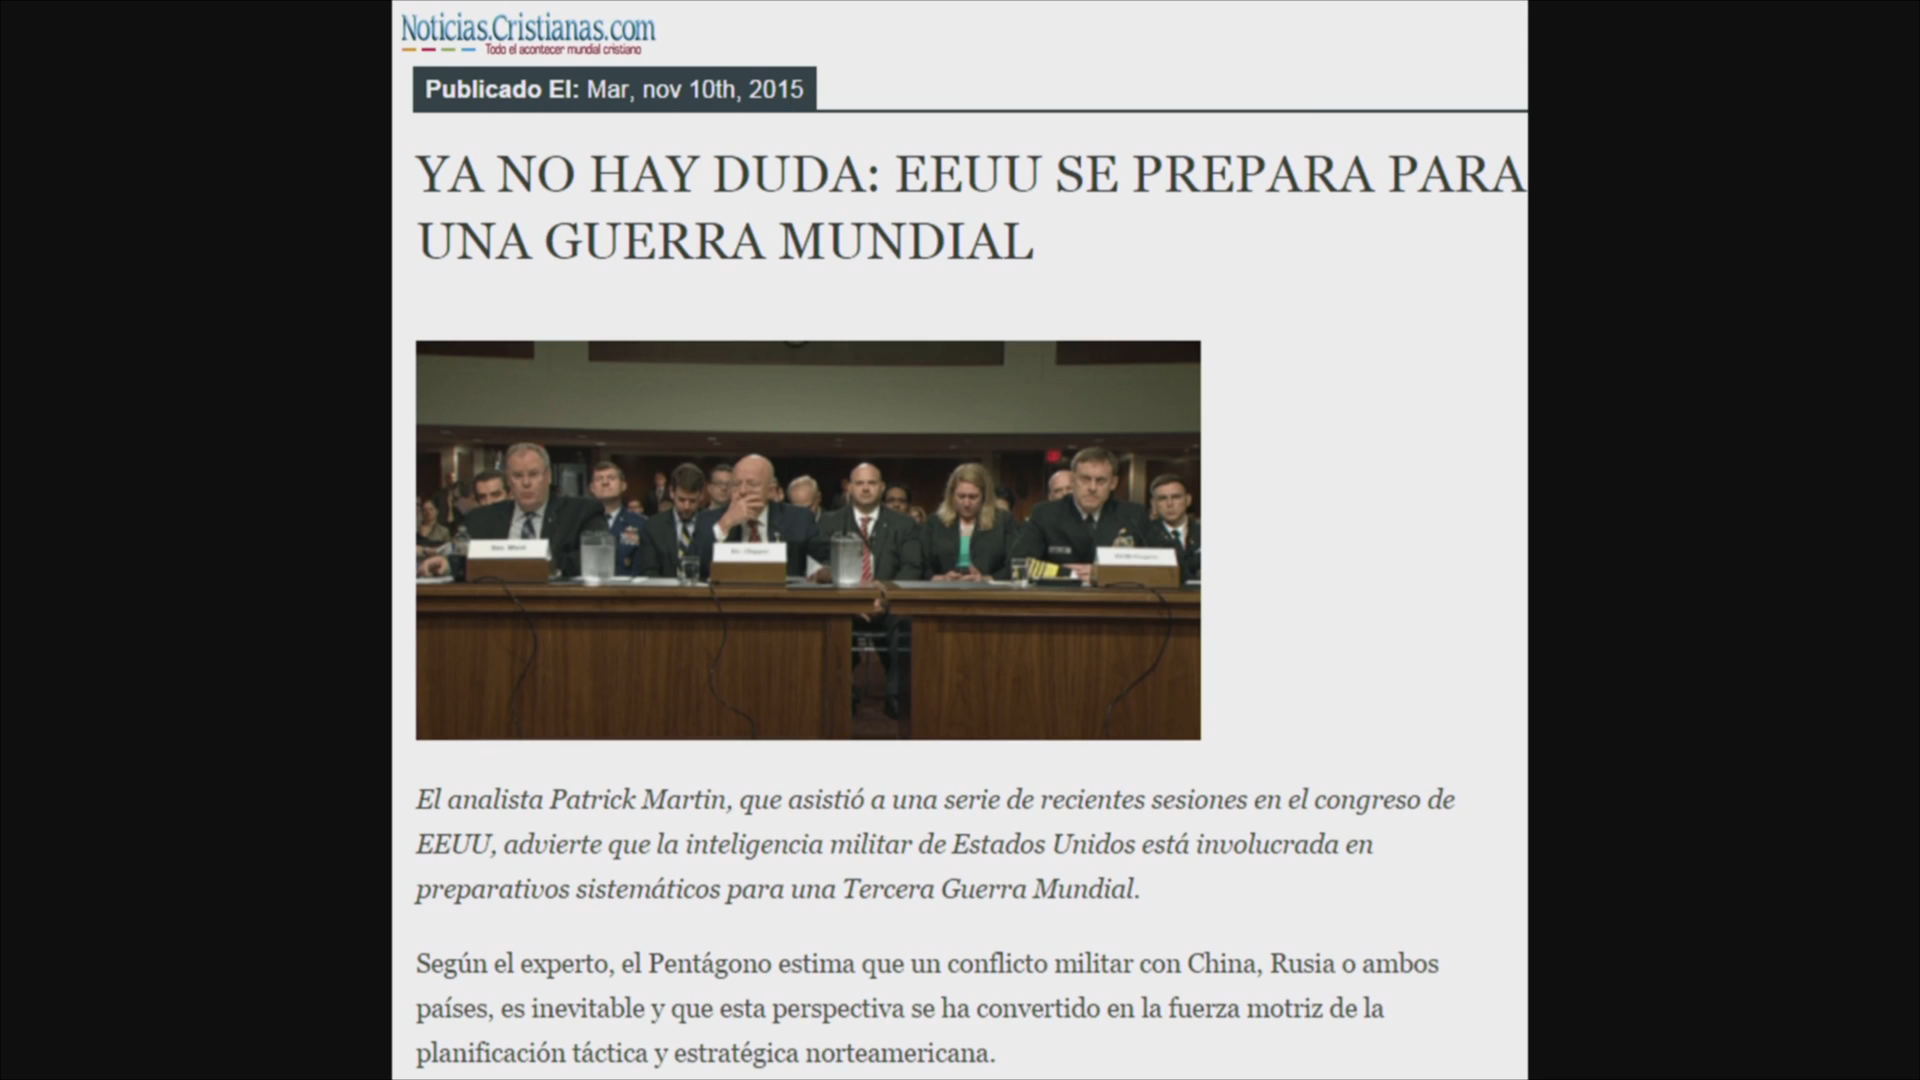 Noticias.Cristianas.com
Todo el acontecer mundial cristiano
Publicado El: Mar, nov 10th, 2015
YA NO HAY DUDA: EEUU SE PREPARA PARA
UNA GUERRA MUNDIAL
El analista Patrick Martin, que asistió a una serie de recientes sesiones en el congreso de
EEUU, advierte que la inteligencia militar de Estados Unidos está involucrada en
preparativos sistemáticos para una Tercera Guerra Mundial.
Según el experto, el Pentágono estima que un conflicto militar con China, Rusia o ambos
países, es inevitable y que esta perspectiva se ha convertido en la fuerza motriz de la
planificación táctica y estratégica norteamericana.